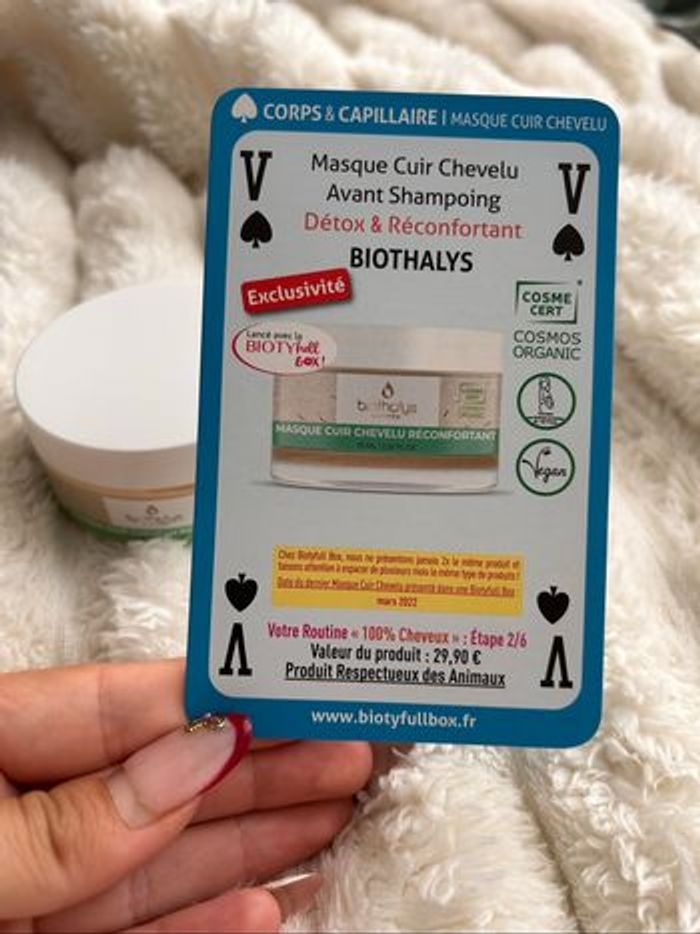 CORPS & CAPILLAIRE | MASQUE CUIR CHEVELU
V
V
Masque Cuir Chevelu
Avant Shampoing
Détox & Réconfortant
BIOTHALYS
Exclusivité
COSME
CERT
COSMOS
ORGANIC
Lancé avec la
BIOTYfull
BOX!
biothalys
MASQUE CUIR CHEVELU RÉCONFORTANT
Vegan
Chez Biotyfull Box, nous ne présentons jamais 2x le même produit et
faisons attention à espacer de plusieurs mois le même type de produits !
Date du dernier Masque Cuir Chevelu présenté dans une Biotyfull Box :
mars 2022
Votre Routine « 100% Cheveux » : Étape 2/6
Valeur du produit : 29,90 €
Produit Respectueux des Animaux
V
V
www.biotyfullbox.fr